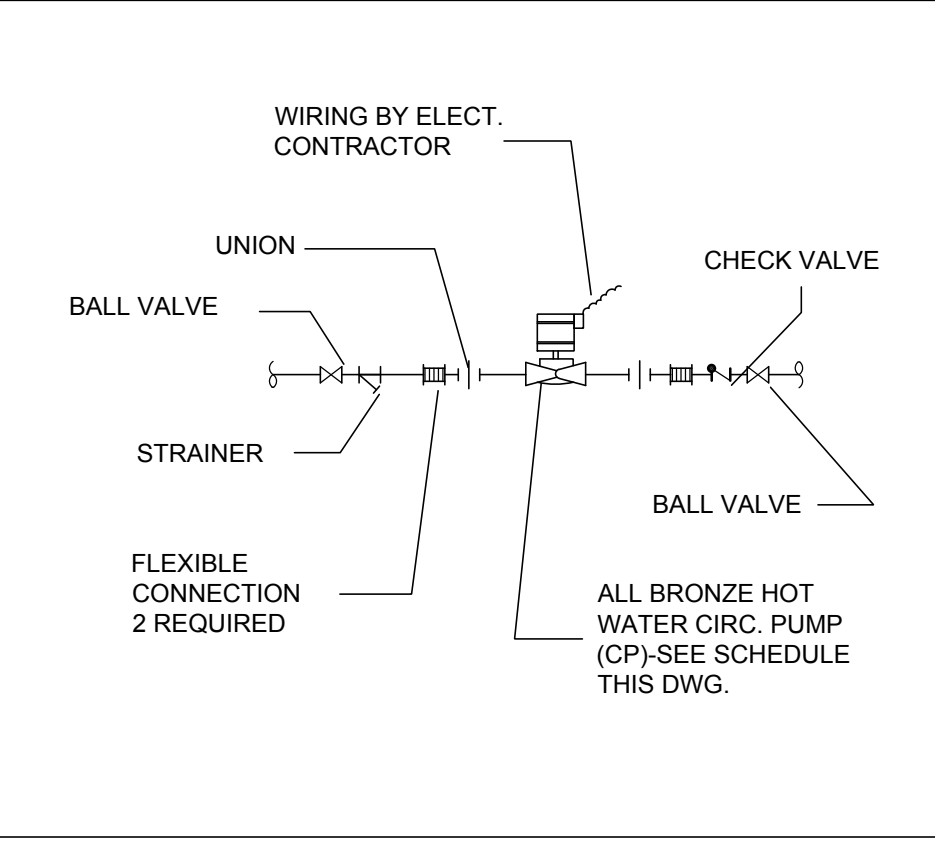 WIRING BY ELECT.
CONTRACTOR
UNION
CHECK VALVE
BALL VALVE
STRAINER
BALL VALVE
FLEXIBLE
CONNECTION
2 REQUIRED
ALL BRONZE HOT
WATER CIRC. PUMP
(CP)-SEE SCHEDULE
THIS DWG.